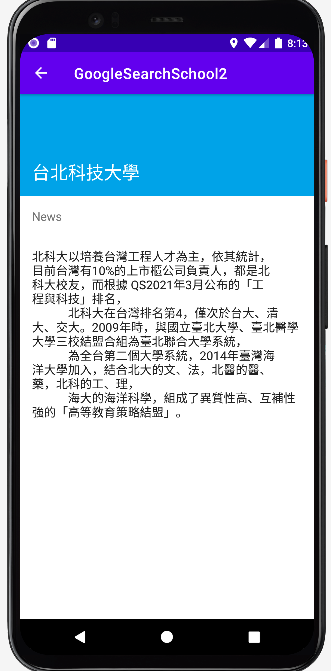 8:13
GoogleSearchSchool2
台北科技大學
News
北科大以培養台灣工程人才為主，依其統計，
目前台灣有10%的上市櫃公司負責人，都是北
科大校友，而根據 QS2021年3月公布的「工
程與科技」排名，
北科大在台灣排名第4，僅次於台大、清
大、交大。2009年時，與國立臺北大學、臺北醫學
大學三校結盟合組為臺北聯合大學系統，
為全台第二個大學系統，2014年臺灣海
洋大學加入，結合北大的文、法，北醫的醫、
藥，北科的工、理，
海大的海洋科學，組成了異質性高、互補性
強的「高等教育策略結盟」。